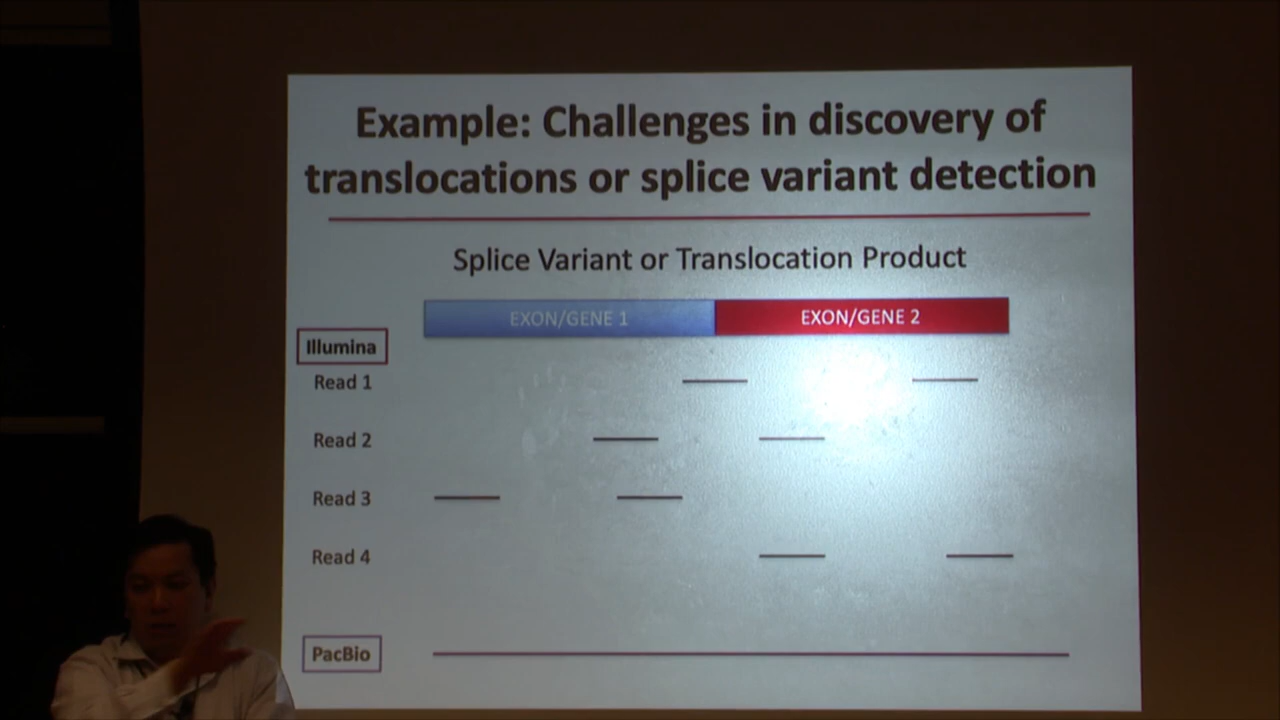 Example: Challenges in discovery of
translocations or splice variant detection
Splice Variant or Translocation Product
EXON/GENE 1 EXON/GENE 2
Illumina
Read 1
Read 2
Read 3
Read 4
PacBio